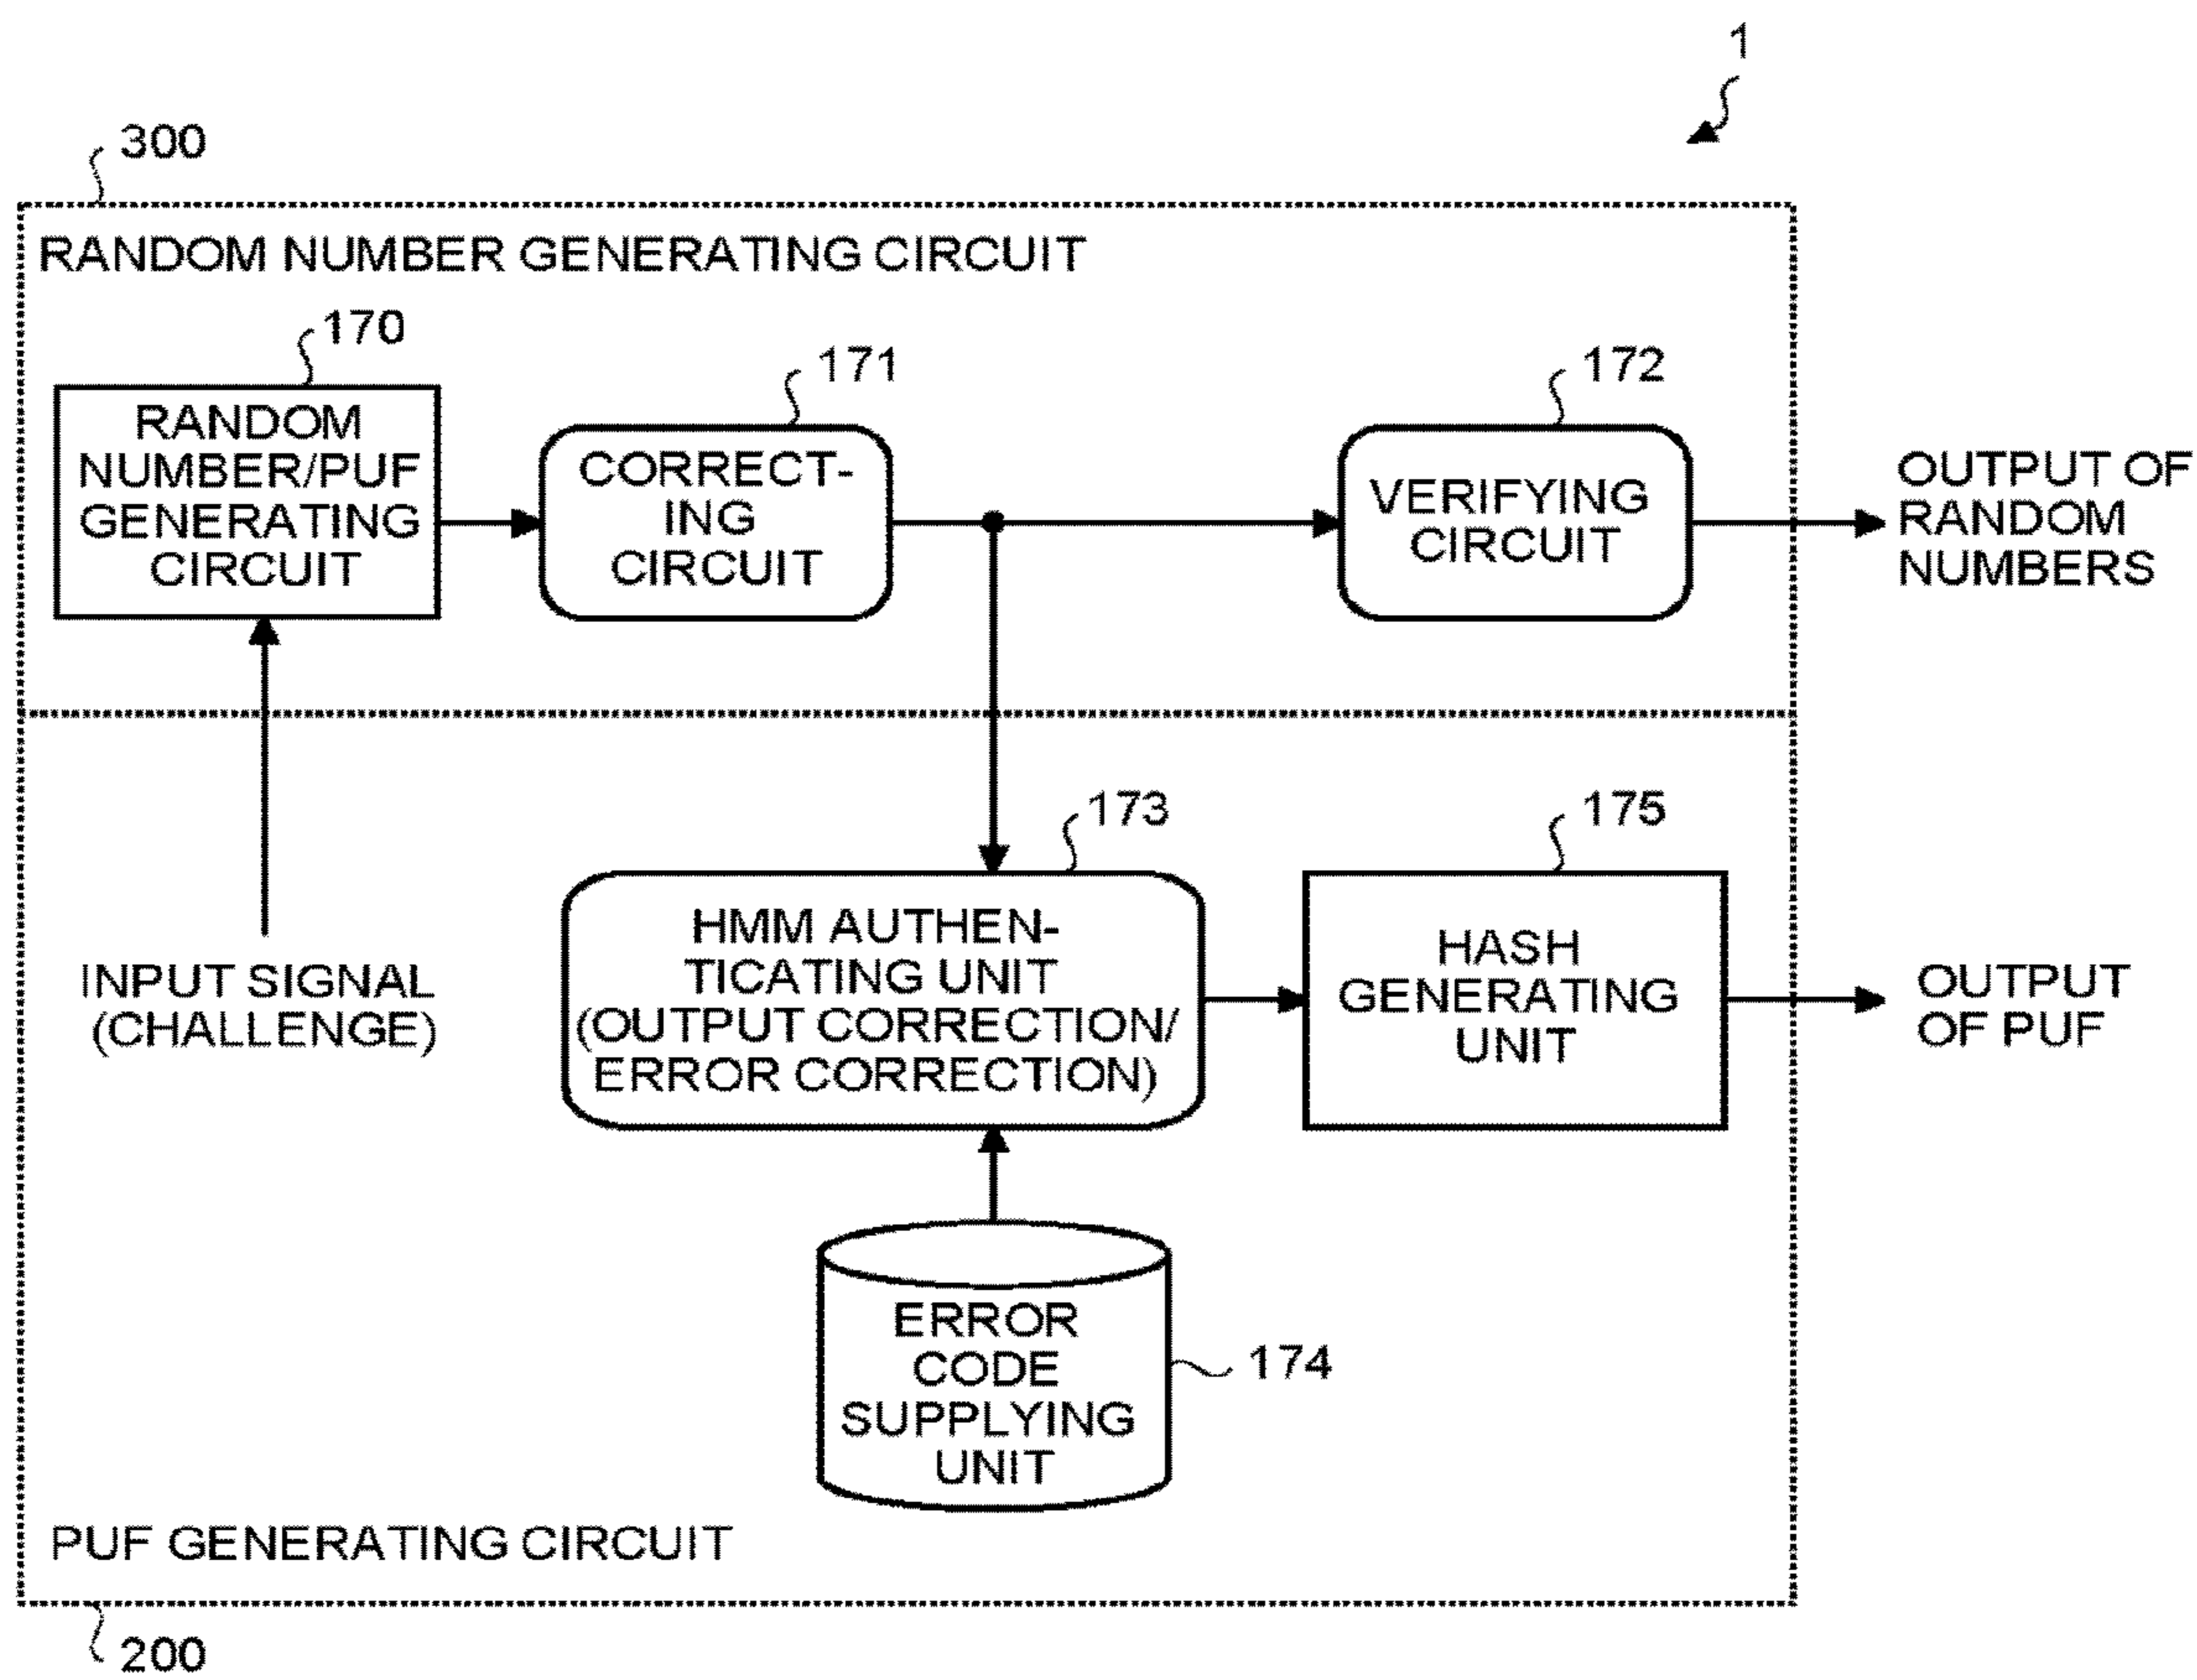 1
300
RANDOM NUMBER GENERATING CIRCUIT
170
RANDOM
NUMBER/PUF
GENERATING
CIRCUIT
171
CORRECT-
ING
CIRCUIT
172
VERIFYING
CIRCUIT
OUTPUT OF
RANDOM
NUMBERS
INPUT SIGNAL
(CHALLENGE)
173
HMM AUTHEN-
TICATING UNIT
(OUTPUT CORRECTION/
ERROR CORRECTION)
175
HASH
GENERATING
UNIT
OUTPUT
OF PUF
ERROR
CODE
SUPPLYING
UNIT
174
PUF GENERATING CIRCUIT
200